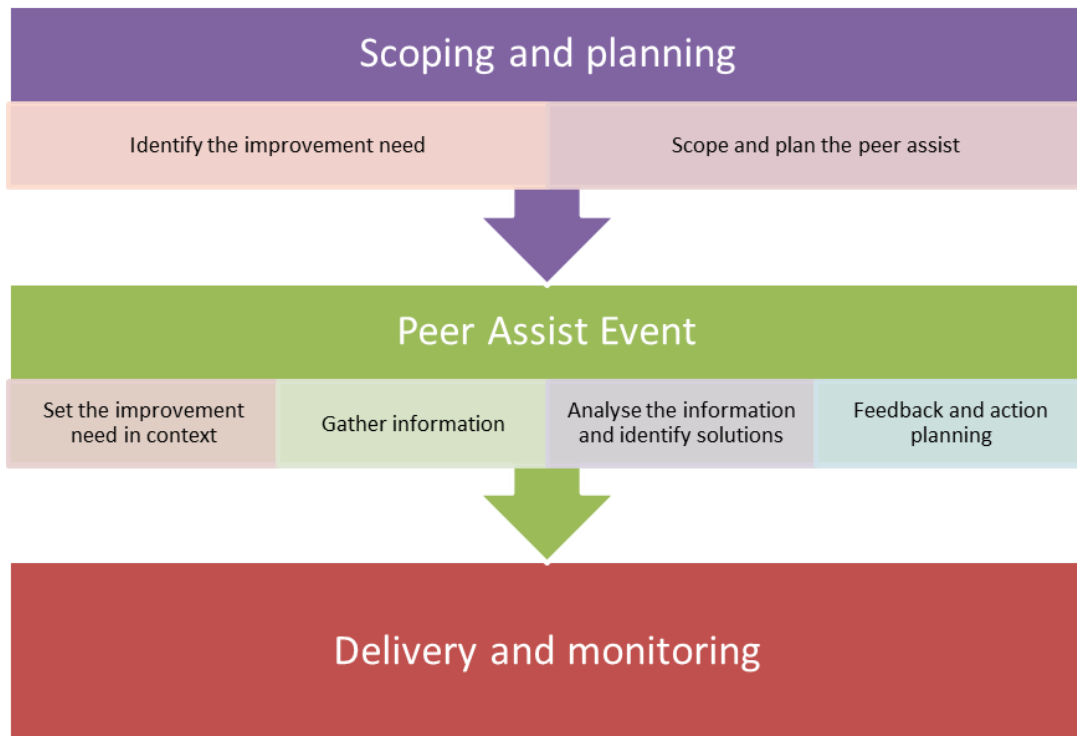 Scoping and planning
Identify the improvement need
Scope and plan the peer assist
Peer Assist Event
Set the improvement
need in context
Gather information
Analyse the information
and identify solutions
Feedback and action
planning
Delivery and monitoring